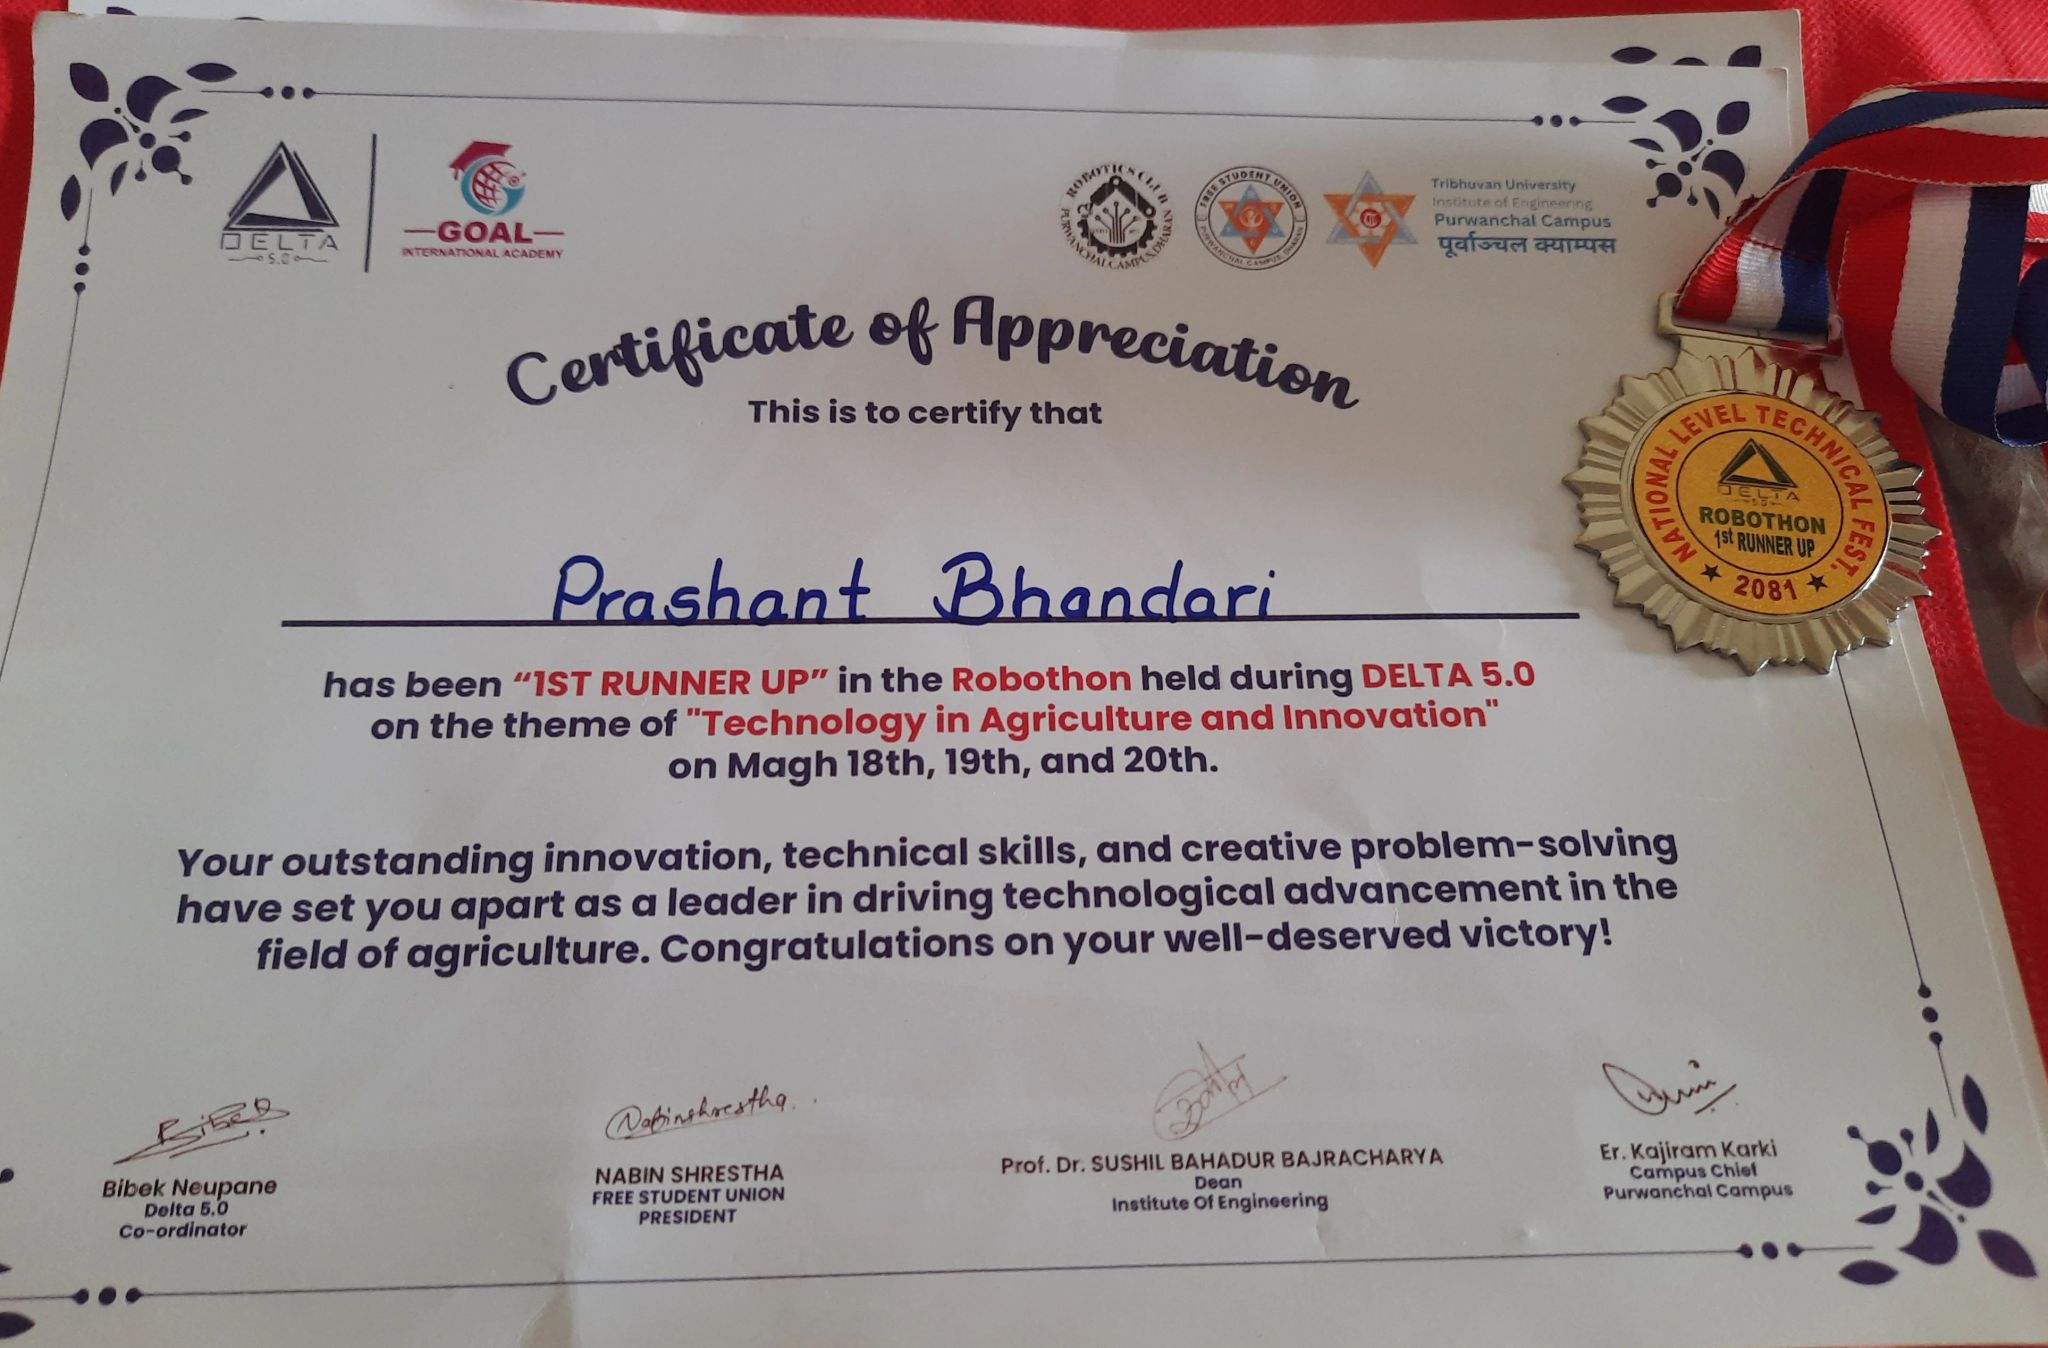 DELTA
5.0
GOAL
INTERNATIONAL ACADEMY
ROBOTICS CLUB
PURWANCHAL CAMPUS, DHARAN
FREE STUDENT UNION
PURWANCHAL CAMPUS, DHARAN
Tribhuvan University
Institute of Engineering
Purwanchal Campus
पूर्वाञ्चल क्याम्पस
Certificate of Appreciation
This is to certify that
Prashant Bhandari
has been “1ST RUNNER UP” in the Robothon held during DELTA 5.0
on the theme of "Technology in Agriculture and Innovation"
on Magh 18th, 19th, and 20th.
Your outstanding innovation, technical skills, and creative problem-solving
have set you apart as a leader in driving technological advancement in the
field of agriculture. Congratulations on your well-deserved victory!
Bibek
Bibek Neupane
Delta 5.0
Co-ordinator
Nabinshrestha
NABIN SHRESTHA
FREE STUDENT UNION
PRESIDENT
Prof. Dr. SUSHIL BAHADUR BAJRACHARYA
Dean
Institute Of Engineering
Er. Kajiram Karki
Campus Chief
Purwanchal Campus
NATIONAL LEVEL TECHNICAL FEST.
DELTA
5.0
ROBOTHON
1st RUNNER UP
2081